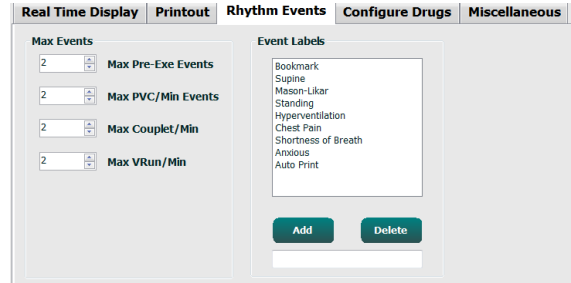 Real Time Display Printout Rhythm Events Configure Drugs Miscellaneous
Max Events
2 Max Pre-Exe Events
2 Max PVC/Min Events
2 Max Couplet/Min
2 Max VRun/Min
Event Labels
Bookmark
Supine
Mason-Likar
Standing
Hyperventilation
Chest Pain
Shortness of Breath
Anxious
Auto Print
Add Delete